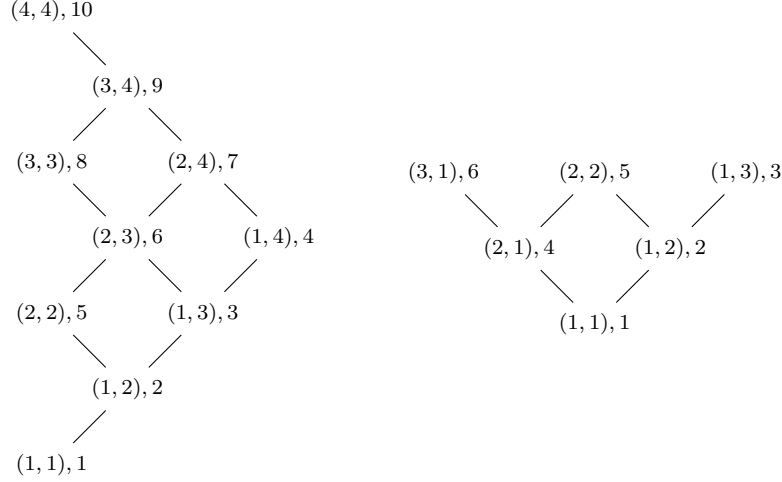 (4, 4), 10
(3, 4), 9
(3, 3), 8 (2, 4), 7
(2, 3), 6 (1, 4), 4
(2, 2), 5 (1, 3), 3
(1, 2), 2
(1, 1), 1
(3, 1), 6 (2, 2), 5 (1, 3), 3
(2, 1), 4 (1, 2), 2
(1, 1), 1